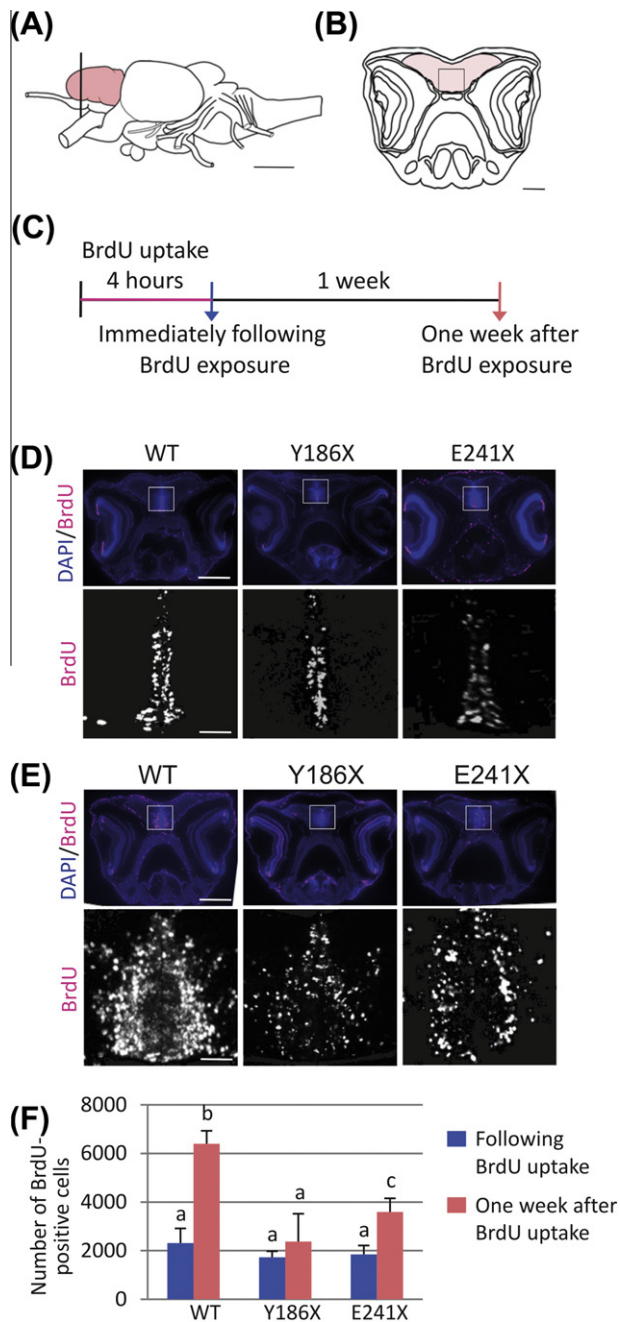 (A)
(B)
(C)
BrdU uptake
4 hours
1 week
Immediately following
BrdU exposure
One week after
BrdU exposure
(D)
WT
Y186X
E241X
DAPI/BrdU
BrdU
(E)
WT
Y186X
E241X
DAPI/BrdU
BrdU
(F)
Number of BrdU-
positive cells
8000
6000
4000
2000
0
a
b
a
a
a
c
WT
Y186X
E241X
Following
BrdU uptake
One week after
BrdU uptake